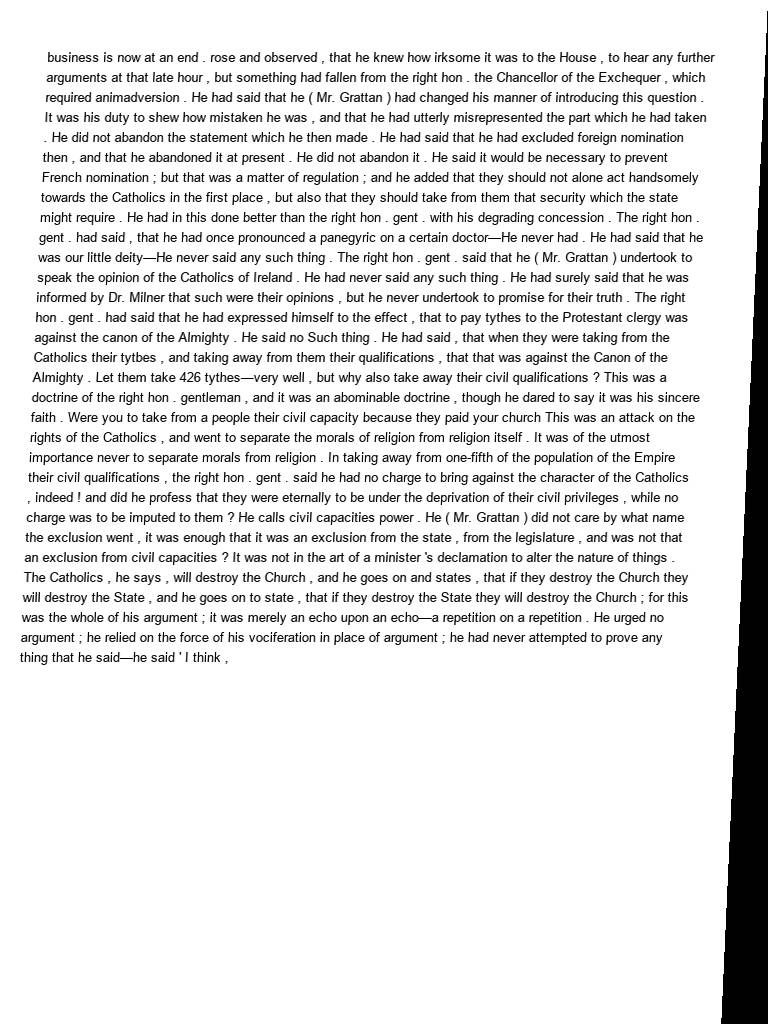 business is now at an end . rose and observed , that he knew how irksome it was to the House , to hear any further
arguments at that late hour , but something had fallen from the right hon . the Chancellor of the Exchequer , which
required animadversion . He had said that he ( Mr. Grattan ) had changed his manner of introducing this question .
It was his duty to shew how mistaken he was , and that he had utterly misrepresented the part which he had taken
. He did not abandon the statement which he then made . He had said that he had excluded foreign nomination
then , and that he abandoned it at present . He did not abandon it . He said it would be necessary to prevent
French nomination ; but that was a matter of regulation ; and he added that they should not alone act handsomely
towards the Catholics in the first place , but also that they should take from them that security which the state
might require . He had in this done better than the right hon . gent . with his degrading concession . The right hon .
gent . had said , that he had once pronounced a panegyric on a certain doctor—He never had . He had said that he
was our little deity—He never said any such thing . The right hon . gent . said that he ( Mr. Grattan ) undertook to
speak the opinion of the Catholics of Ireland . He had never said any such thing . He had surely said that he was
informed by Dr. Milner that such were their opinions , but he never undertook to promise for their truth . The right
hon . gent . had said that he had expressed himself to the effect , that to pay tythes to the Protestant clergy was
against the canon of the Almighty . He said no Such thing . He had said , that when they were taking from the
Catholics their tytbes , and taking away from them their qualifications , that that was against the Canon of the
Almighty . Let them take 426 tythes—very well , but why also take away their civil qualifications ? This was a
doctrine of the right hon . gentleman , and it was an abominable doctrine , though he dared to say it was his sincere
faith . Were you to take from a people their civil capacity because they paid your church This was an attack on the
rights of the Catholics , and went to separate the morals of religion from religion itself . It was of the utmost
importance never to separate morals from religion . In taking away from one-fifth of the population of the Empire
their civil qualifications , the right hon . gent . said he had no charge to bring against the character of the Catholics
, indeed ! and did he profess that they were eternally to be under the deprivation of their civil privileges , while no
charge was to be imputed to them ? He calls civil capacities power . He ( Mr. Grattan ) did not care by what name
the exclusion went , it was enough that it was an exclusion from the state , from the legislature , and was not that
an exclusion from civil capacities ? It was not in the art of a minister 's declamation to alter the nature of things .
The Catholics , he says , will destroy the Church , and he goes on and states , that if they destroy the Church they
will destroy the State , and he goes on to state , that if they destroy the State they will destroy the Church ; for this
was the whole of his argument ; it was merely an echo upon an echo—a repetition on a repetition . He urged no
argument ; he relied on the force of his vociferation in place of argument ; he had never attempted to prove any
thing that he said—he said ' I think ,